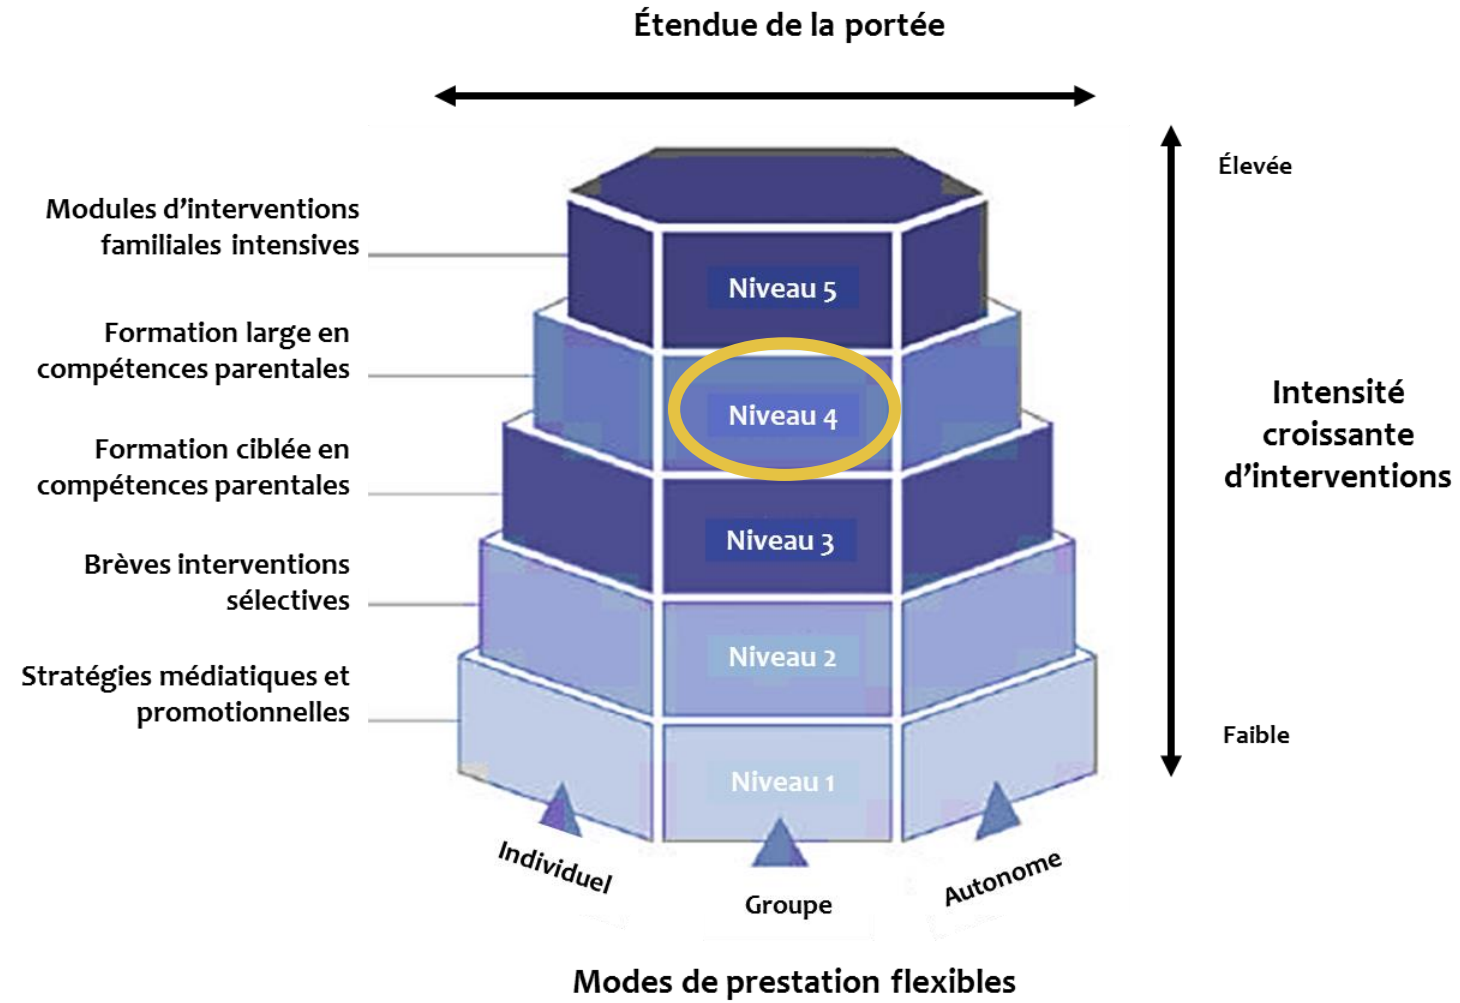 Étendue de la portée
Élevée
Modules d’interventions
familiales intensives
Niveau 5
Formation large en
compétences parentales
Niveau 4
Intensité
croissante
d’interventions
Formation ciblée en
compétences parentales
Niveau 3
Brèves interventions
sélectives
Niveau 2
Stratégies médiatiques et
promotionnelles
Faible
Niveau 1
Individuel
Groupe
Autonome
Modes de prestation flexibles